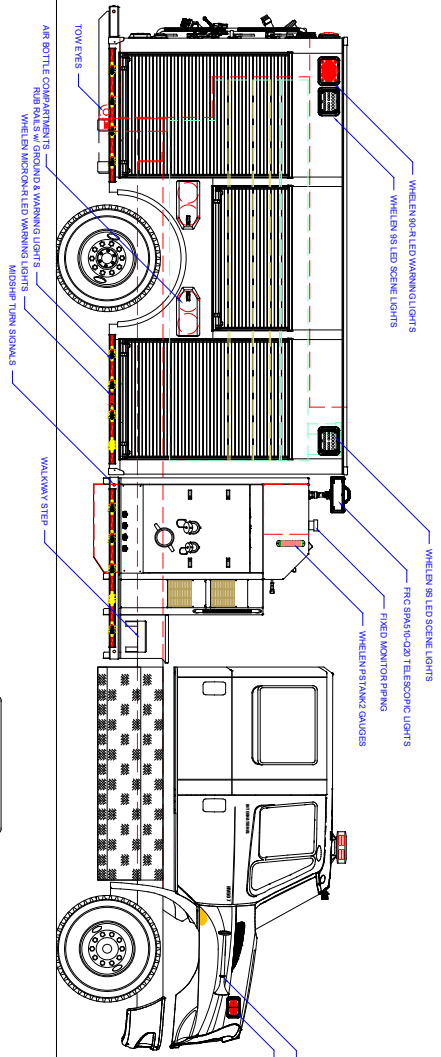 WHELEN 90-R LED WARNING LIGHTS
WHELEN 9S LED SCENE LIGHTS
WHELEN 9S LED SCENE LIGHTS
FRC SPA510-Q20 TELESCOPIC LIGHTS
FIXED MONITOR PIPING
WHELEN PSTANK2 GAUGES
TOW EYES
AIR BOTTLE COMPARTMENTS
RUB RAILS w/ GROUND & WARNING LIGHTS
WHELEN MICRON-R LED WARNING LIGHTS
MIDSHIP TURN SIGNALS
WALKWAY STEP